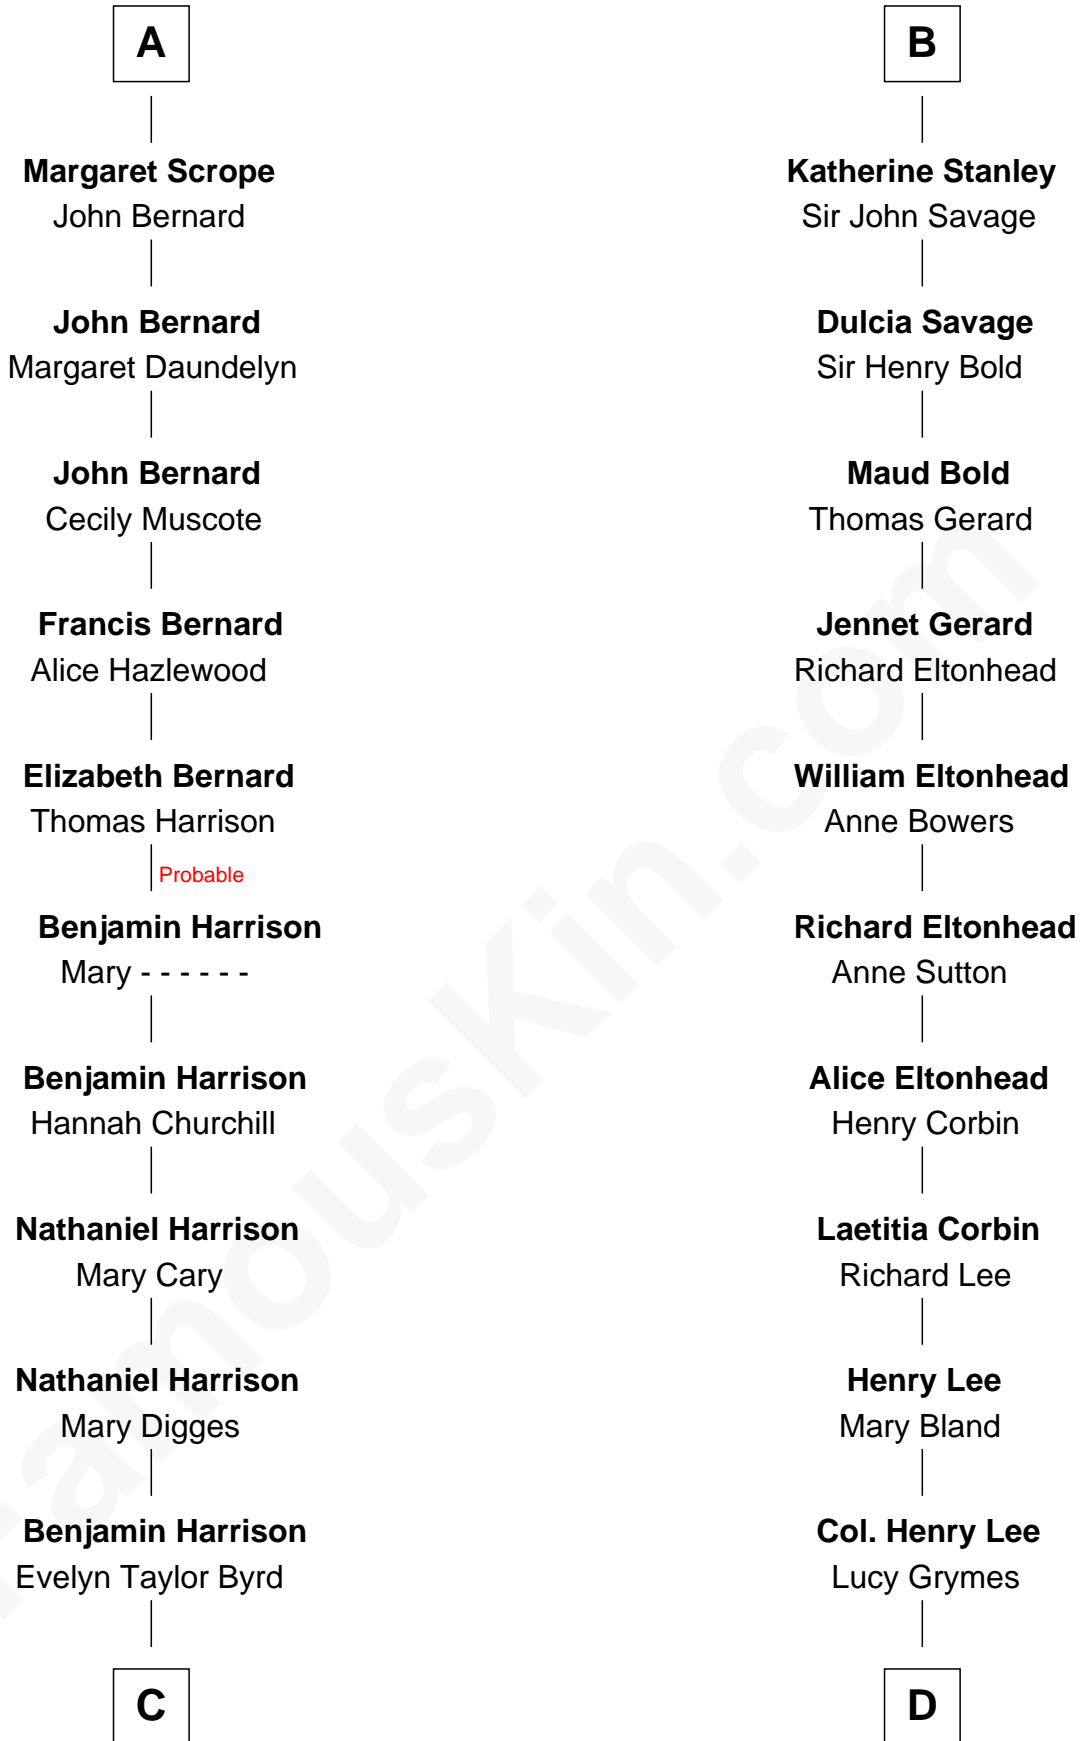 A
Margaret Scrope
John Bernard
John Bernard
Margaret Daundelyn
John Bernard
Cecily Muscote
Francis Bernard
Alice Hazlewood
Elizabeth Bernard
Thomas Harrison
Probable
Benjamin Harrison
Mary - - - - - -
Benjamin Harrison
Hannah Churchill
Nathaniel Harrison
Mary Cary
Nathaniel Harrison
Mary Digges
Benjamin Harrison
Evelyn Taylor Byrd
C
B
Katherine Stanley
Sir John Savage
Dulcia Savage
Sir Henry Bold
Maud Bold
Thomas Gerard
Jennet Gerard
Richard Eltonhead
William Eltonhead
Anne Bowers
Richard Eltonhead
Anne Sutton
Alice Eltonhead
Henry Corbin
Laetitia Corbin
Richard Lee
Henry Lee
Mary Bland
Col. Henry Lee
Lucy Grymes
D
FamousKin.com